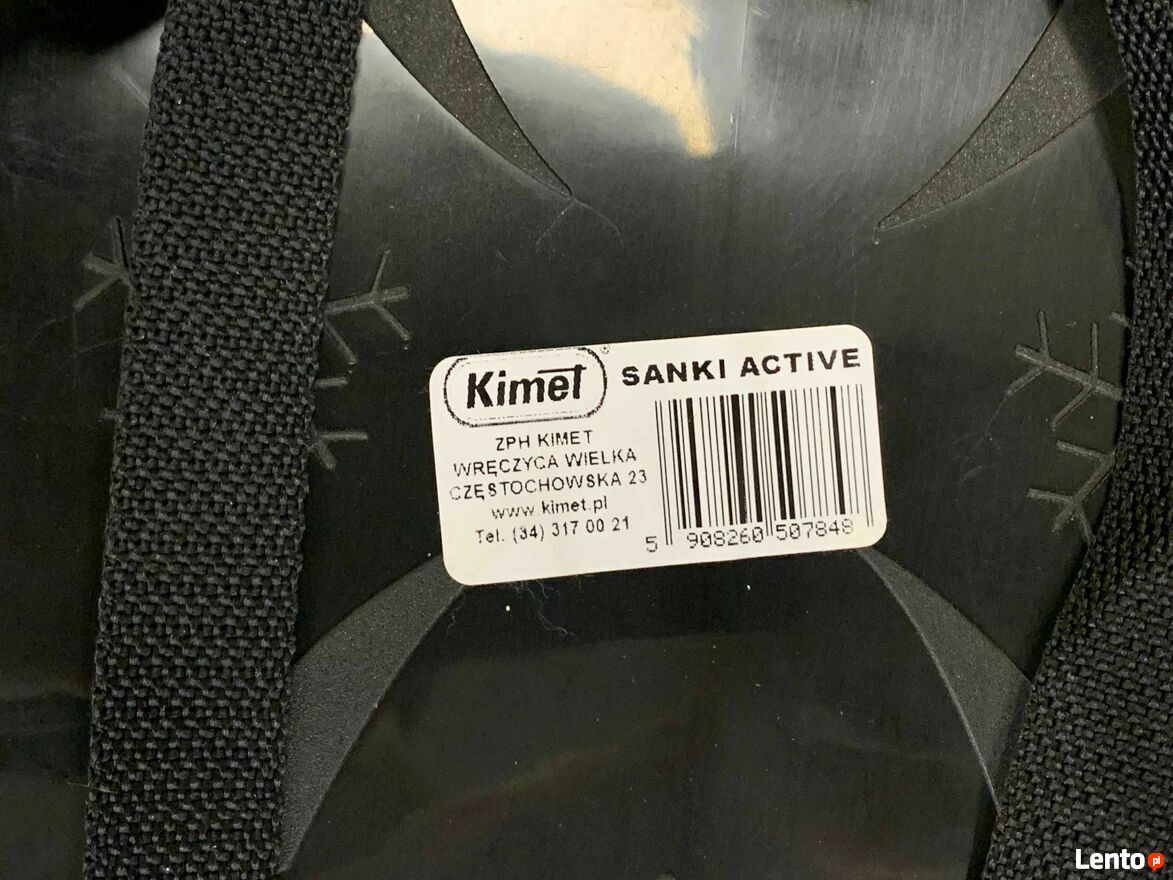 Kimet
SANKI ACTIVE
ZPH KIMET
WRĘCZYCA WIELKA
CZĘSTOCHOWSKA 23
www.kimet.pl
Tel. (34) 317 00 21
5 908260 507848
Lento pl